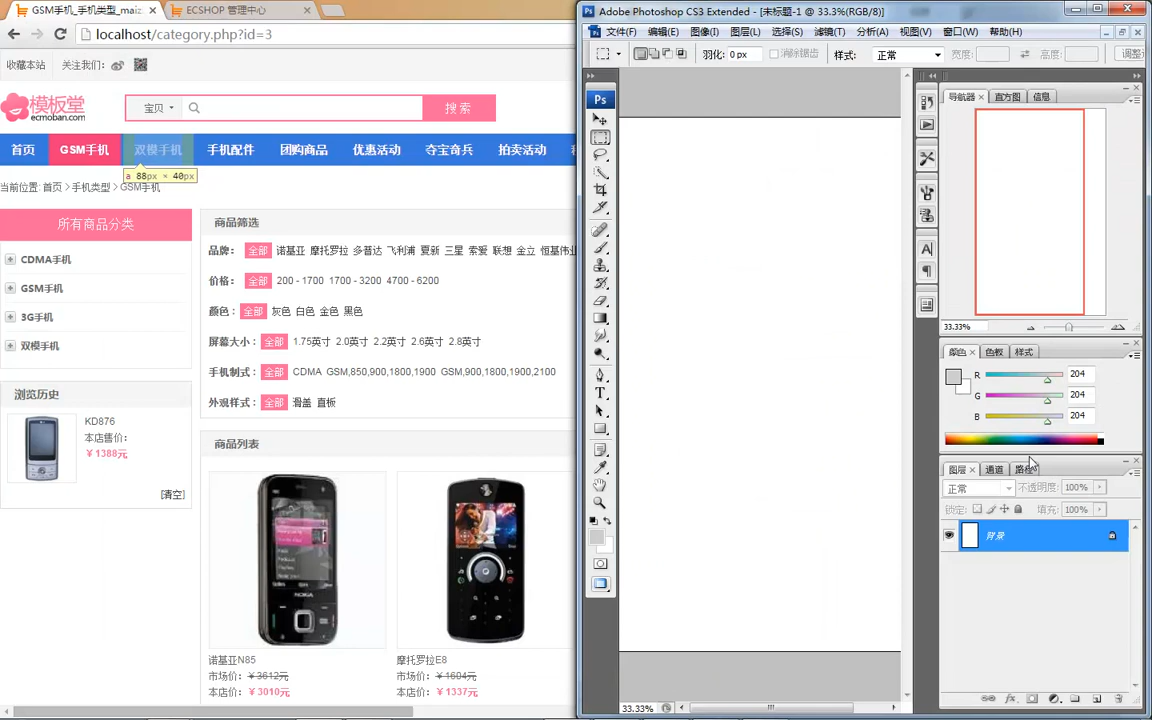 GSM手机_手机类型_maiz
ECSHOP 管理中心
localhost/category.php?id=3
收藏本站
关注我们:
模板堂
ecmoban.com
宝贝
搜索
首页
GSM手机
双模手机
手机配件
团购商品
优惠活动
夺宝奇兵
拍卖活动
a 88px × 40px
当前位置: 首页 > 手机类型 > GSM手机
所有商品分类
CDMA手机
GSM手机
3G手机
双模手机
浏览历史
KD876
本店售价:
￥1388元
[清空]
商品筛选
品牌: 全部 诺基亚 摩托罗拉 多普达 飞利浦 夏新 三星 索爱 联想 金立 恒基伟业
价格: 全部 200 - 1700 1700 - 3200 4700 - 6200
颜色: 全部 灰色 白色 金色 黑色
屏幕大小: 全部 1.75英寸 2.0英寸 2.2英寸 2.6英寸 2.8英寸
手机制式: 全部 CDMA GSM,850,900,1800,1900 GSM,900,1800,1900,2100
外观样式: 全部 滑盖 直板
商品列表
NOKIA
诺基亚N85
市场价: ￥3612元
本店价: ￥3010元
摩托罗拉E8
市场价: ￥1604元
本店价: ￥1337元
Adobe Photoshop CS3 Extended - [未标题-1 @ 33.3%(RGB/8)]
文件(F) 编辑(E) 图像(I) 图层(L) 选择(S) 滤镜(T) 分析(A) 视图(V) 窗口(W) 帮助(H)
羽化: 0 px 消除锯齿 样式: 正常 宽度: 高度: 调整
Ps
导航器 直方图 信息
33.33%
颜色 色板 样式
R 204
G 204
B 204
图层 通道 路径
正常 不透明度: 100%
锁定: 填充: 100%
背景
33.33%